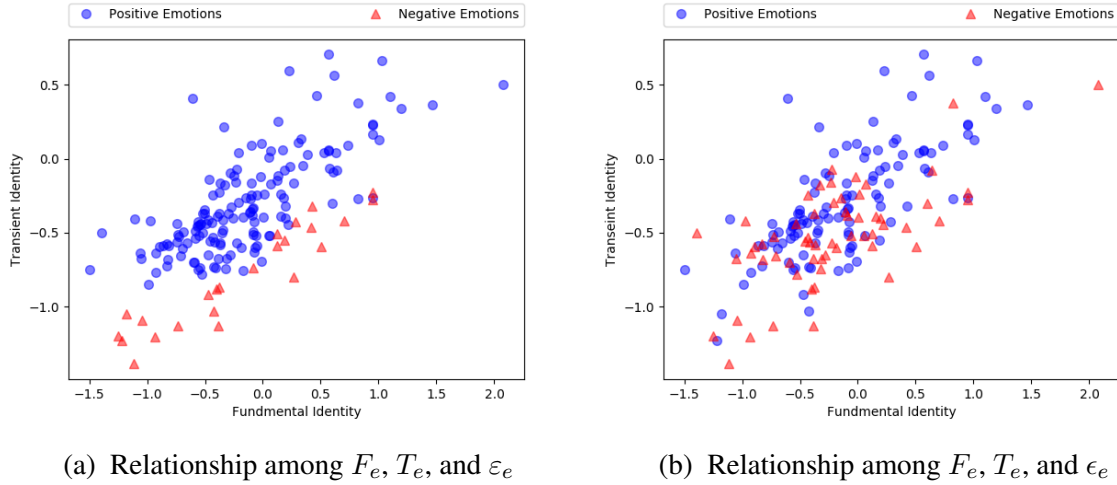 Positive Emotions Negative Emotions
Positive Emotions Negative Emotions
0.5
0.0
−0.5
−1.0
Transient Identity
−1.5 −1.0 −0.5 0.0 0.5 1.0 1.5 2.0
Fundmental Identity
0.5
0.0
−0.5
−1.0
Transient Identity
−1.5 −1.0 −0.5 0.0 0.5 1.0 1.5 2.0
Fundmental Identity
(a) Relationship among F_e, T_e, and ε_e
(b) Relationship among F_e, T_e, and ϵ_e